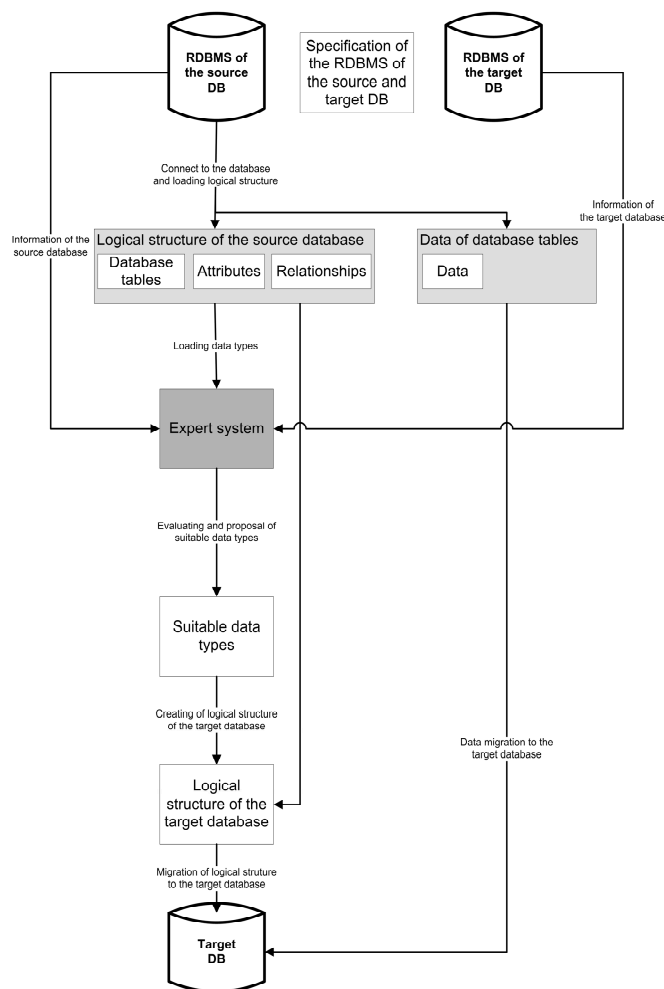 RDBMS of
the source
DB
Specification of
the RDBMS of
the source and
target DB
RDBMS of
the target
DB
Connect to the database
and loading logical structure
Information of the
source database
Information of
the target database
Logical structure of the source database
Database
tables
Attributes
Relationships
Data of database tables
Data
Loading data types
Expert system
Evaluating and proposal of
suitable data types
Suitable data
types
Creating of logical structure
of the target database
Data migration to the
target database
Logical
structure of the
target database
Migration of logical struture
to the target database
Target
DB